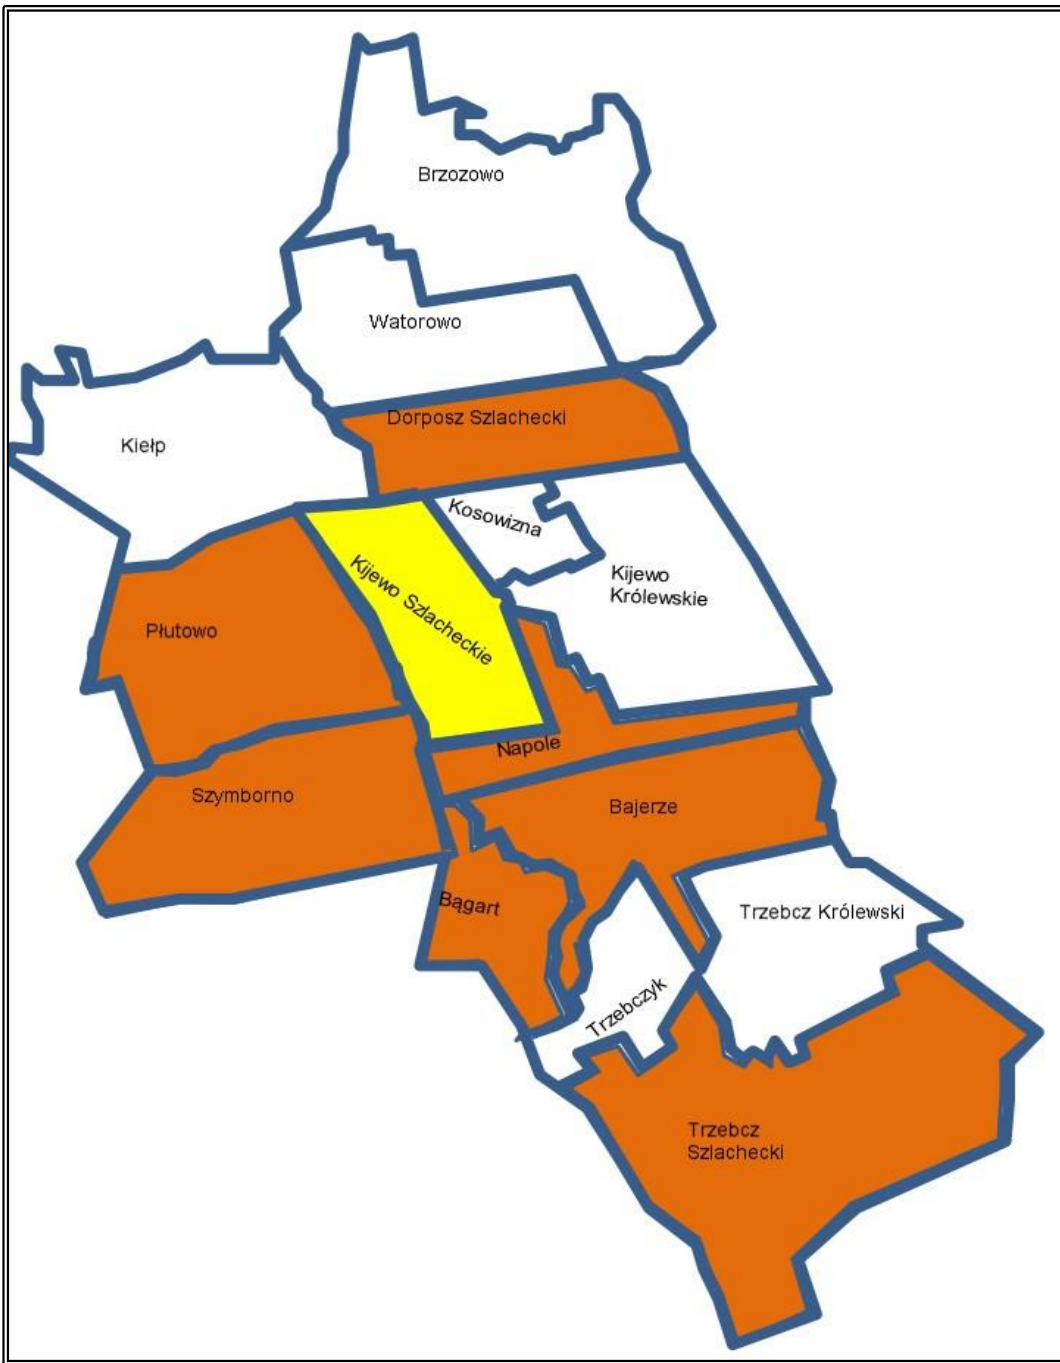 Brzozowo
Watorowo
Dorposz Szlachecki
Kiełp
Kosowizna
Kijewo
Królewskie
Kijewo Szlacheckie
Płutowo
Napole
Szymborno
Bajerze
Bągart
Trzebcz Królewski
Trzebczyk
Trzebcz
Szlachecki